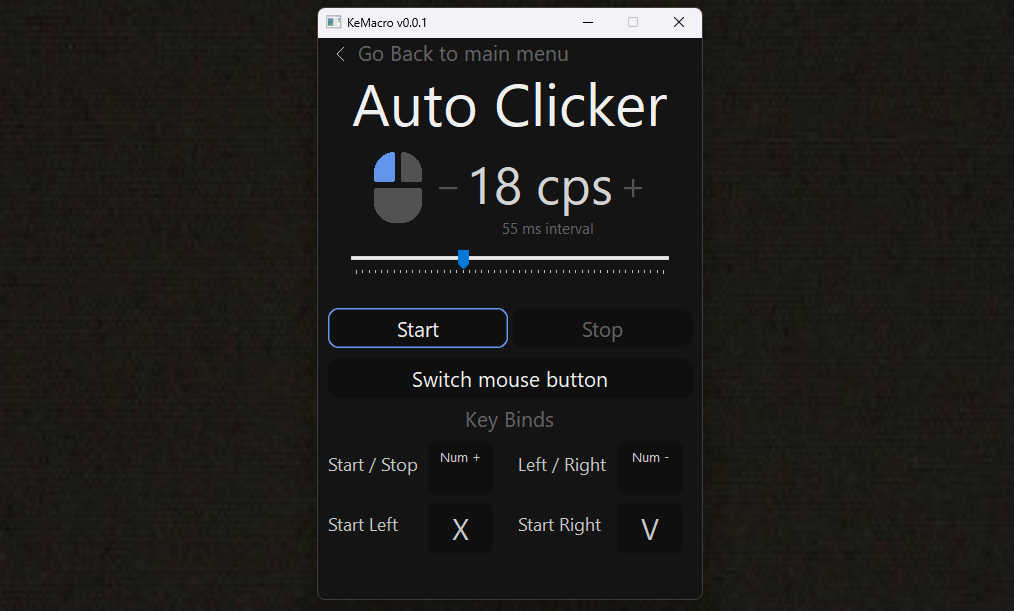 KeMacro v0.0.1
Go Back to main menu
Auto Clicker
− 18 cps +
55 ms interval
Start
Stop
Switch mouse button
Key Binds
Start / Stop
Num +
Left / Right
Num -
Start Left
X
Start Right
V